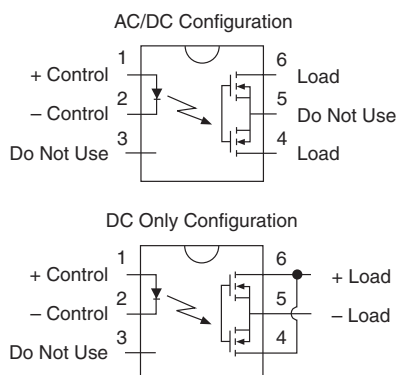 AC/DC Configuration
1
6
+ Control
Load
2
5
– Control
Do Not Use
3
4
Do Not Use
Load
DC Only Configuration
1
6
+ Control
+ Load
2
5
– Control
– Load
3
4
Do Not Use